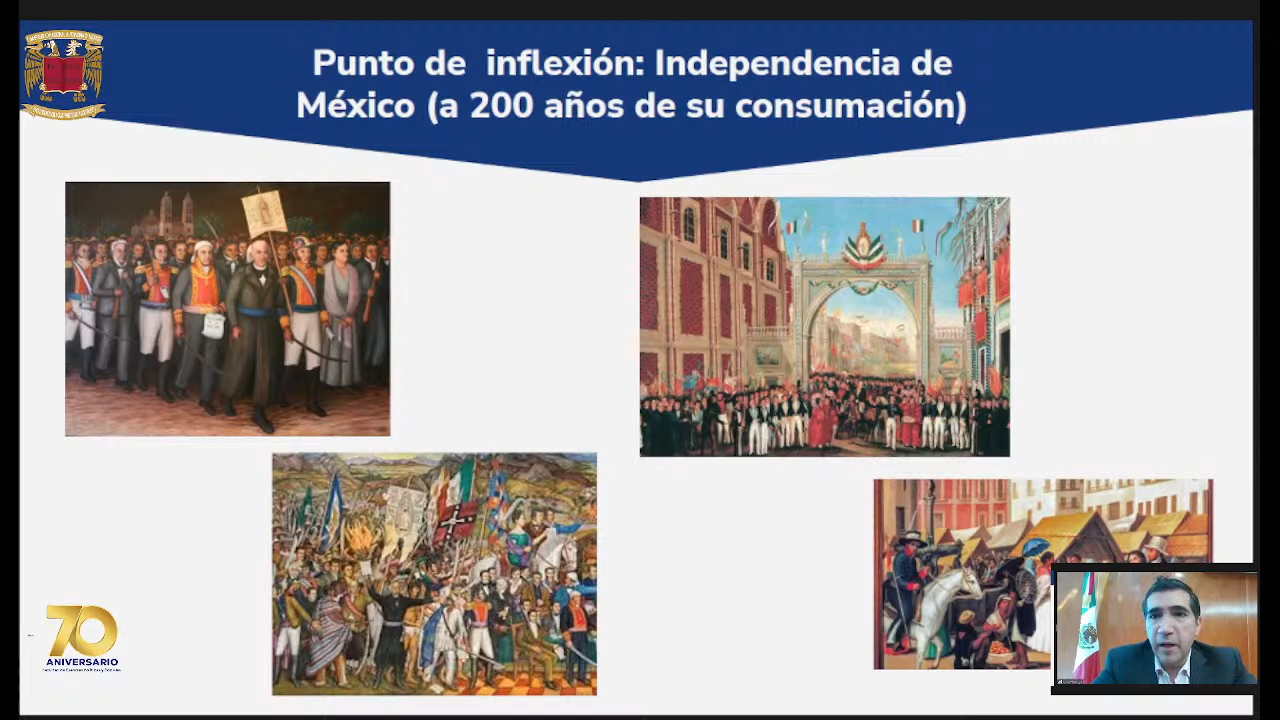 Punto de inflexión: Independencia de
México (a 200 años de su consumación)
70
ANIVERSARIO